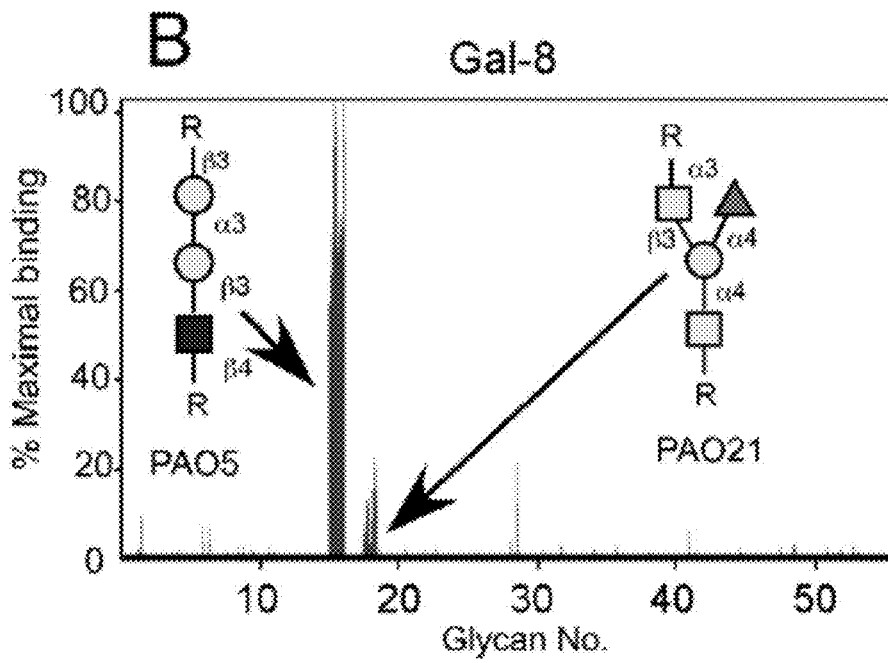 B
Gal-8
% Maximal binding
100
80
60
40
20
0
R
β3
α3
β3
β4
R
PAO5
R
α3
β3
α4
α4
R
PAO21
10
20
30
40
50
Glycan No.